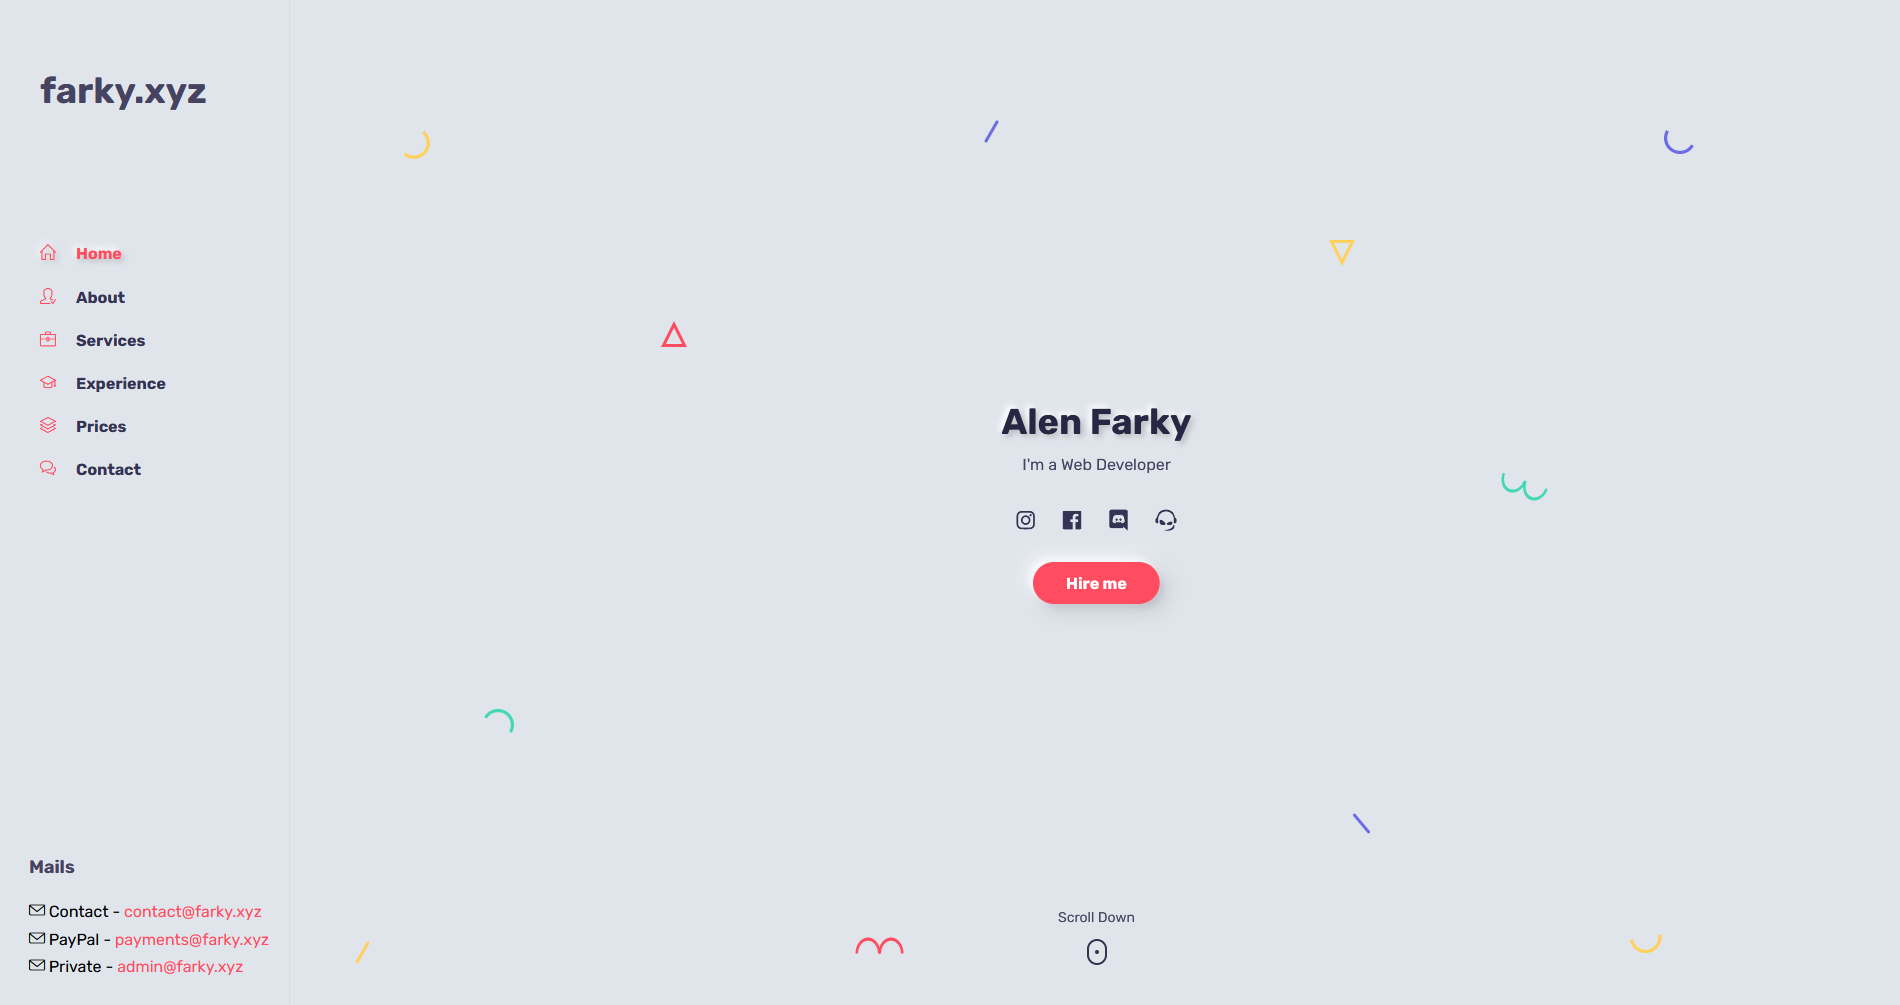 farky.xyz
Home
About
Services
Experience
Prices
Contact
Mails
Contact - contact@farky.xyz
PayPal - payments@farky.xyz
Private - admin@farky.xyz
Alen Farky
I'm a Web Developer
Hire me
Scroll Down